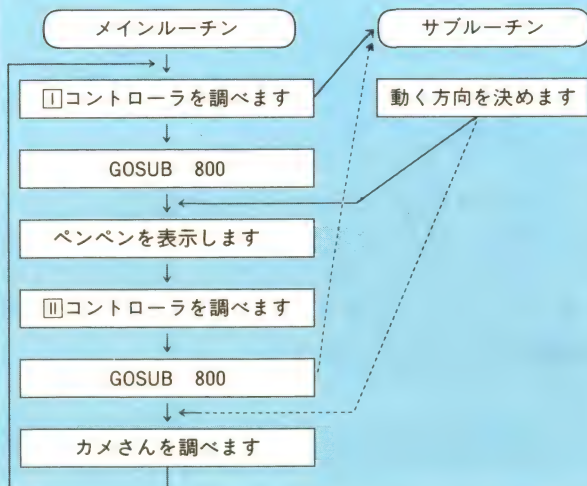 メインルーチン
サブルーチン
Ⅰコントローラを調べます
動く方向を決めます
GOSUB 800
ペンペンを表示します
Ⅱコントローラを調べます
GOSUB 800
カメさんを調べます